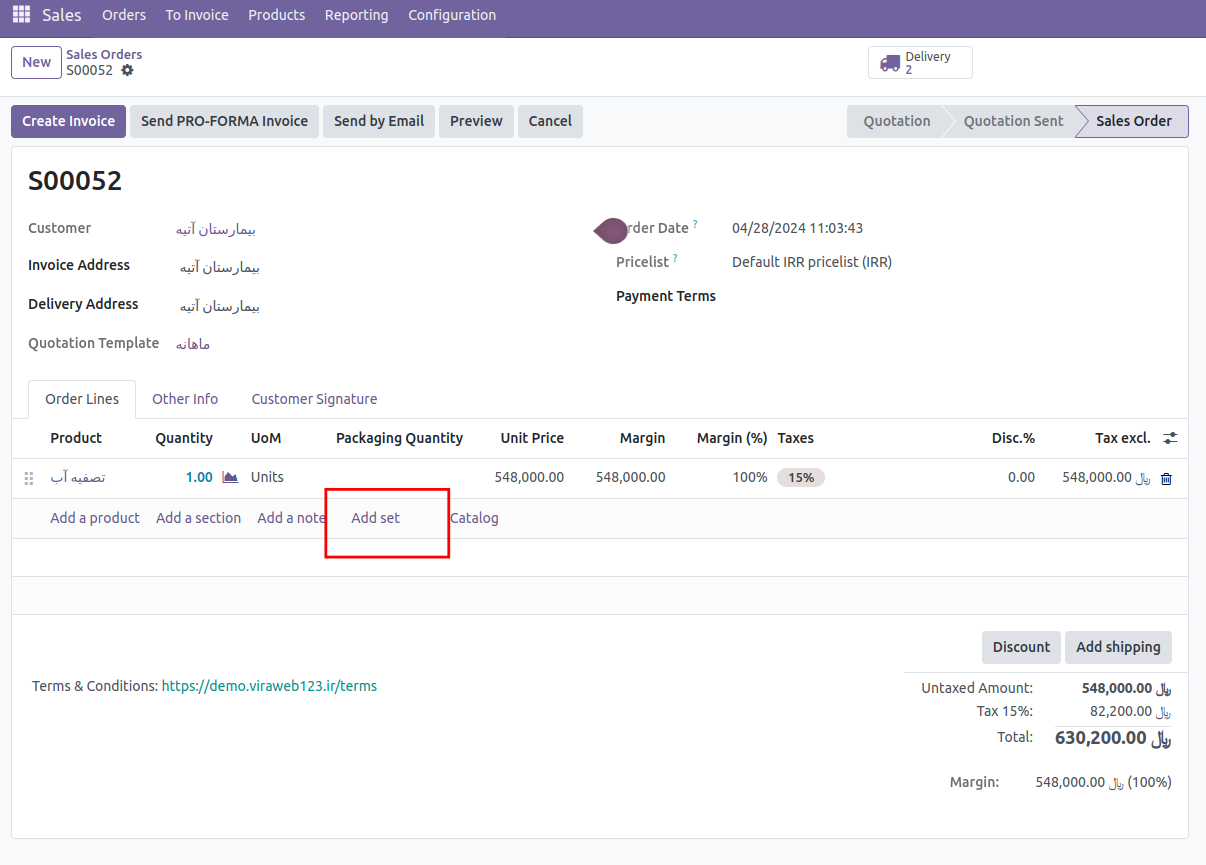 Sales Orders To Invoice Products Reporting Configuration
New
Sales Orders
S00052
Delivery
2
Create Invoice Send PRO-FORMA Invoice Send by Email Preview Cancel
Quotation Quotation Sent Sales Order
S00052
Customer بیمارستان آتیه
rder Date ? 04/28/2024 11:03:43
Invoice Address بیمارستان آتیه
Pricelist ? Default IRR pricelist (IRR)
Delivery Address بیمارستان آتیه
Payment Terms
Quotation Template ماهانه
Order Lines Other Info Customer Signature
Product Quantity UoM Packaging Quantity Unit Price Margin Margin (%) Taxes Disc.% Tax excl.
تصفیه آب 1.00 Units 548,000.00 548,000.00 100% 15% 0.00 548,000.00 ﷼
Add a product Add a section Add a note Add set Catalog
Discount Add shipping
Terms & Conditions: https://demo.viraweb123.ir/terms
Untaxed Amount: 548,000.00 ﷼
Tax 15%: 82,200.00 ﷼
Total: 630,200.00 ﷼
Margin: 548,000.00 ﷼ (100%)